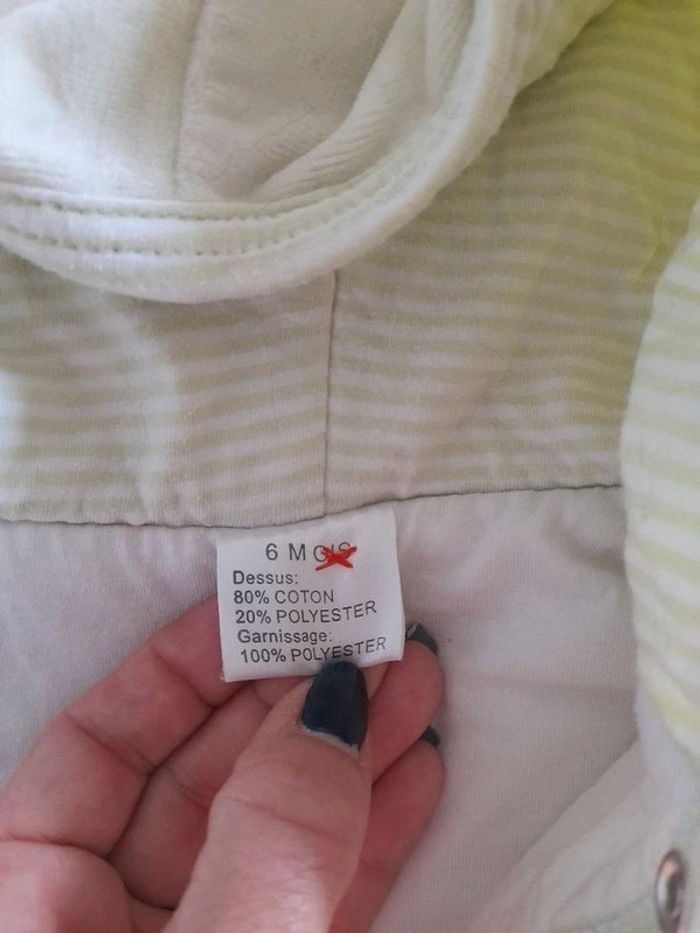 6 MOIS
Dessus:
80% COTON
20% POLYESTER
Garnissage:
100% POLYESTER